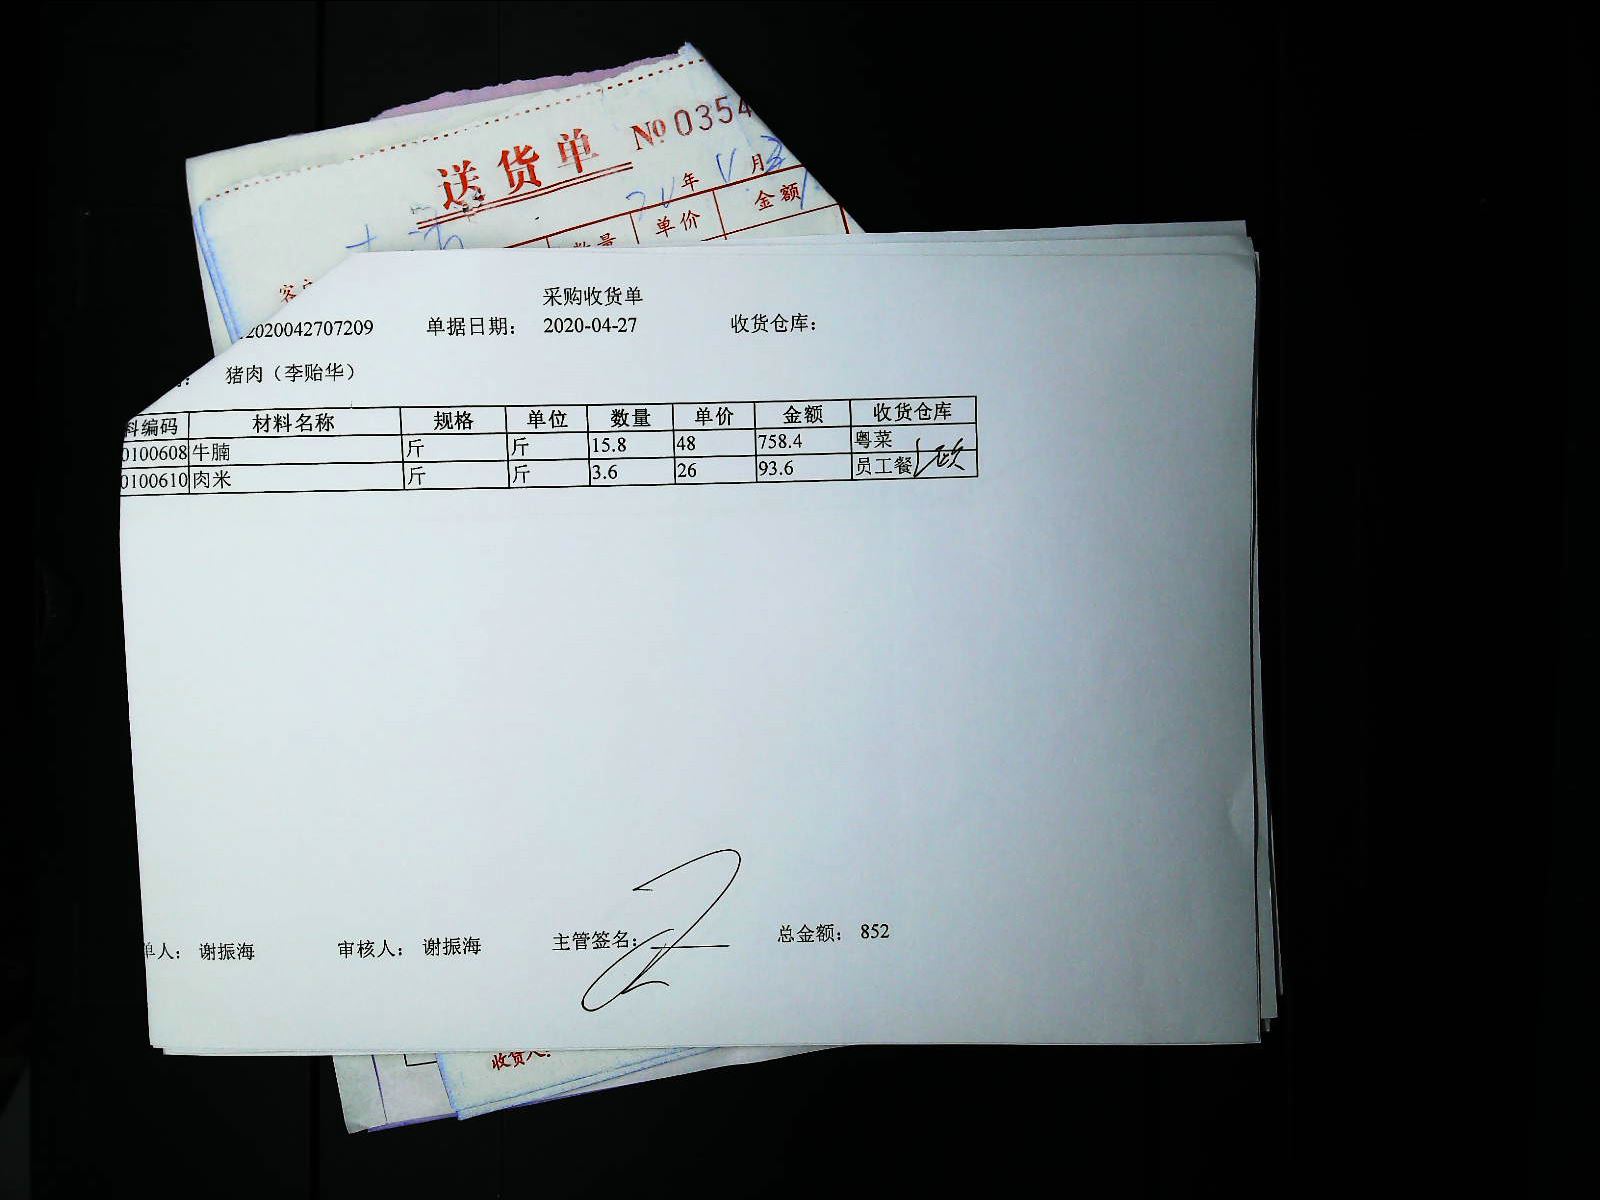 送货单 №0354
年 月
单价 金额
数量
采购收货单
2020042707209 单据日期: 2020-04-27 收货仓库:
猪肉（李贻华）
料编码 材料名称 规格 单位 数量 单价 金额 收货仓库
0100608 牛腩 斤 斤 15.8 48 758.4 粤菜
0100610 肉米 斤 斤 3.6 26 93.6 员工餐
单人: 谢振海 审核人: 谢振海 主管签名: 总金额: 852
收货人: